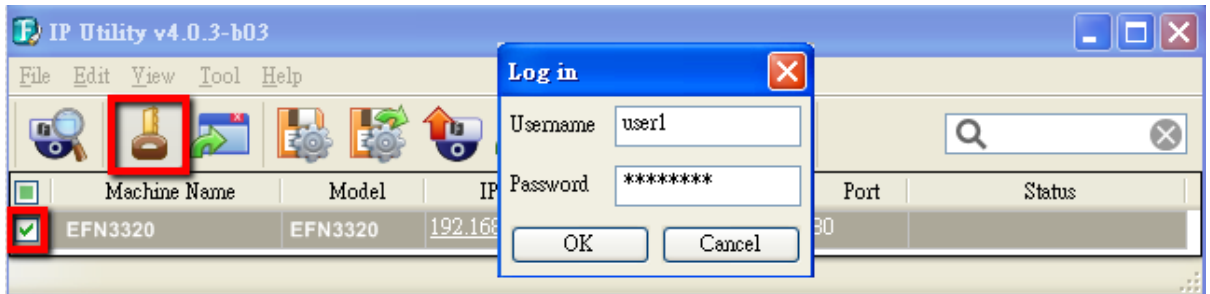 IP Utility v4.0.3-b03
File Edit View Tool Help
Log in
Username user1
Password ********
OK Cancel
Machine Name Model IP Port Status
EFN3320 EFN3320 192.168